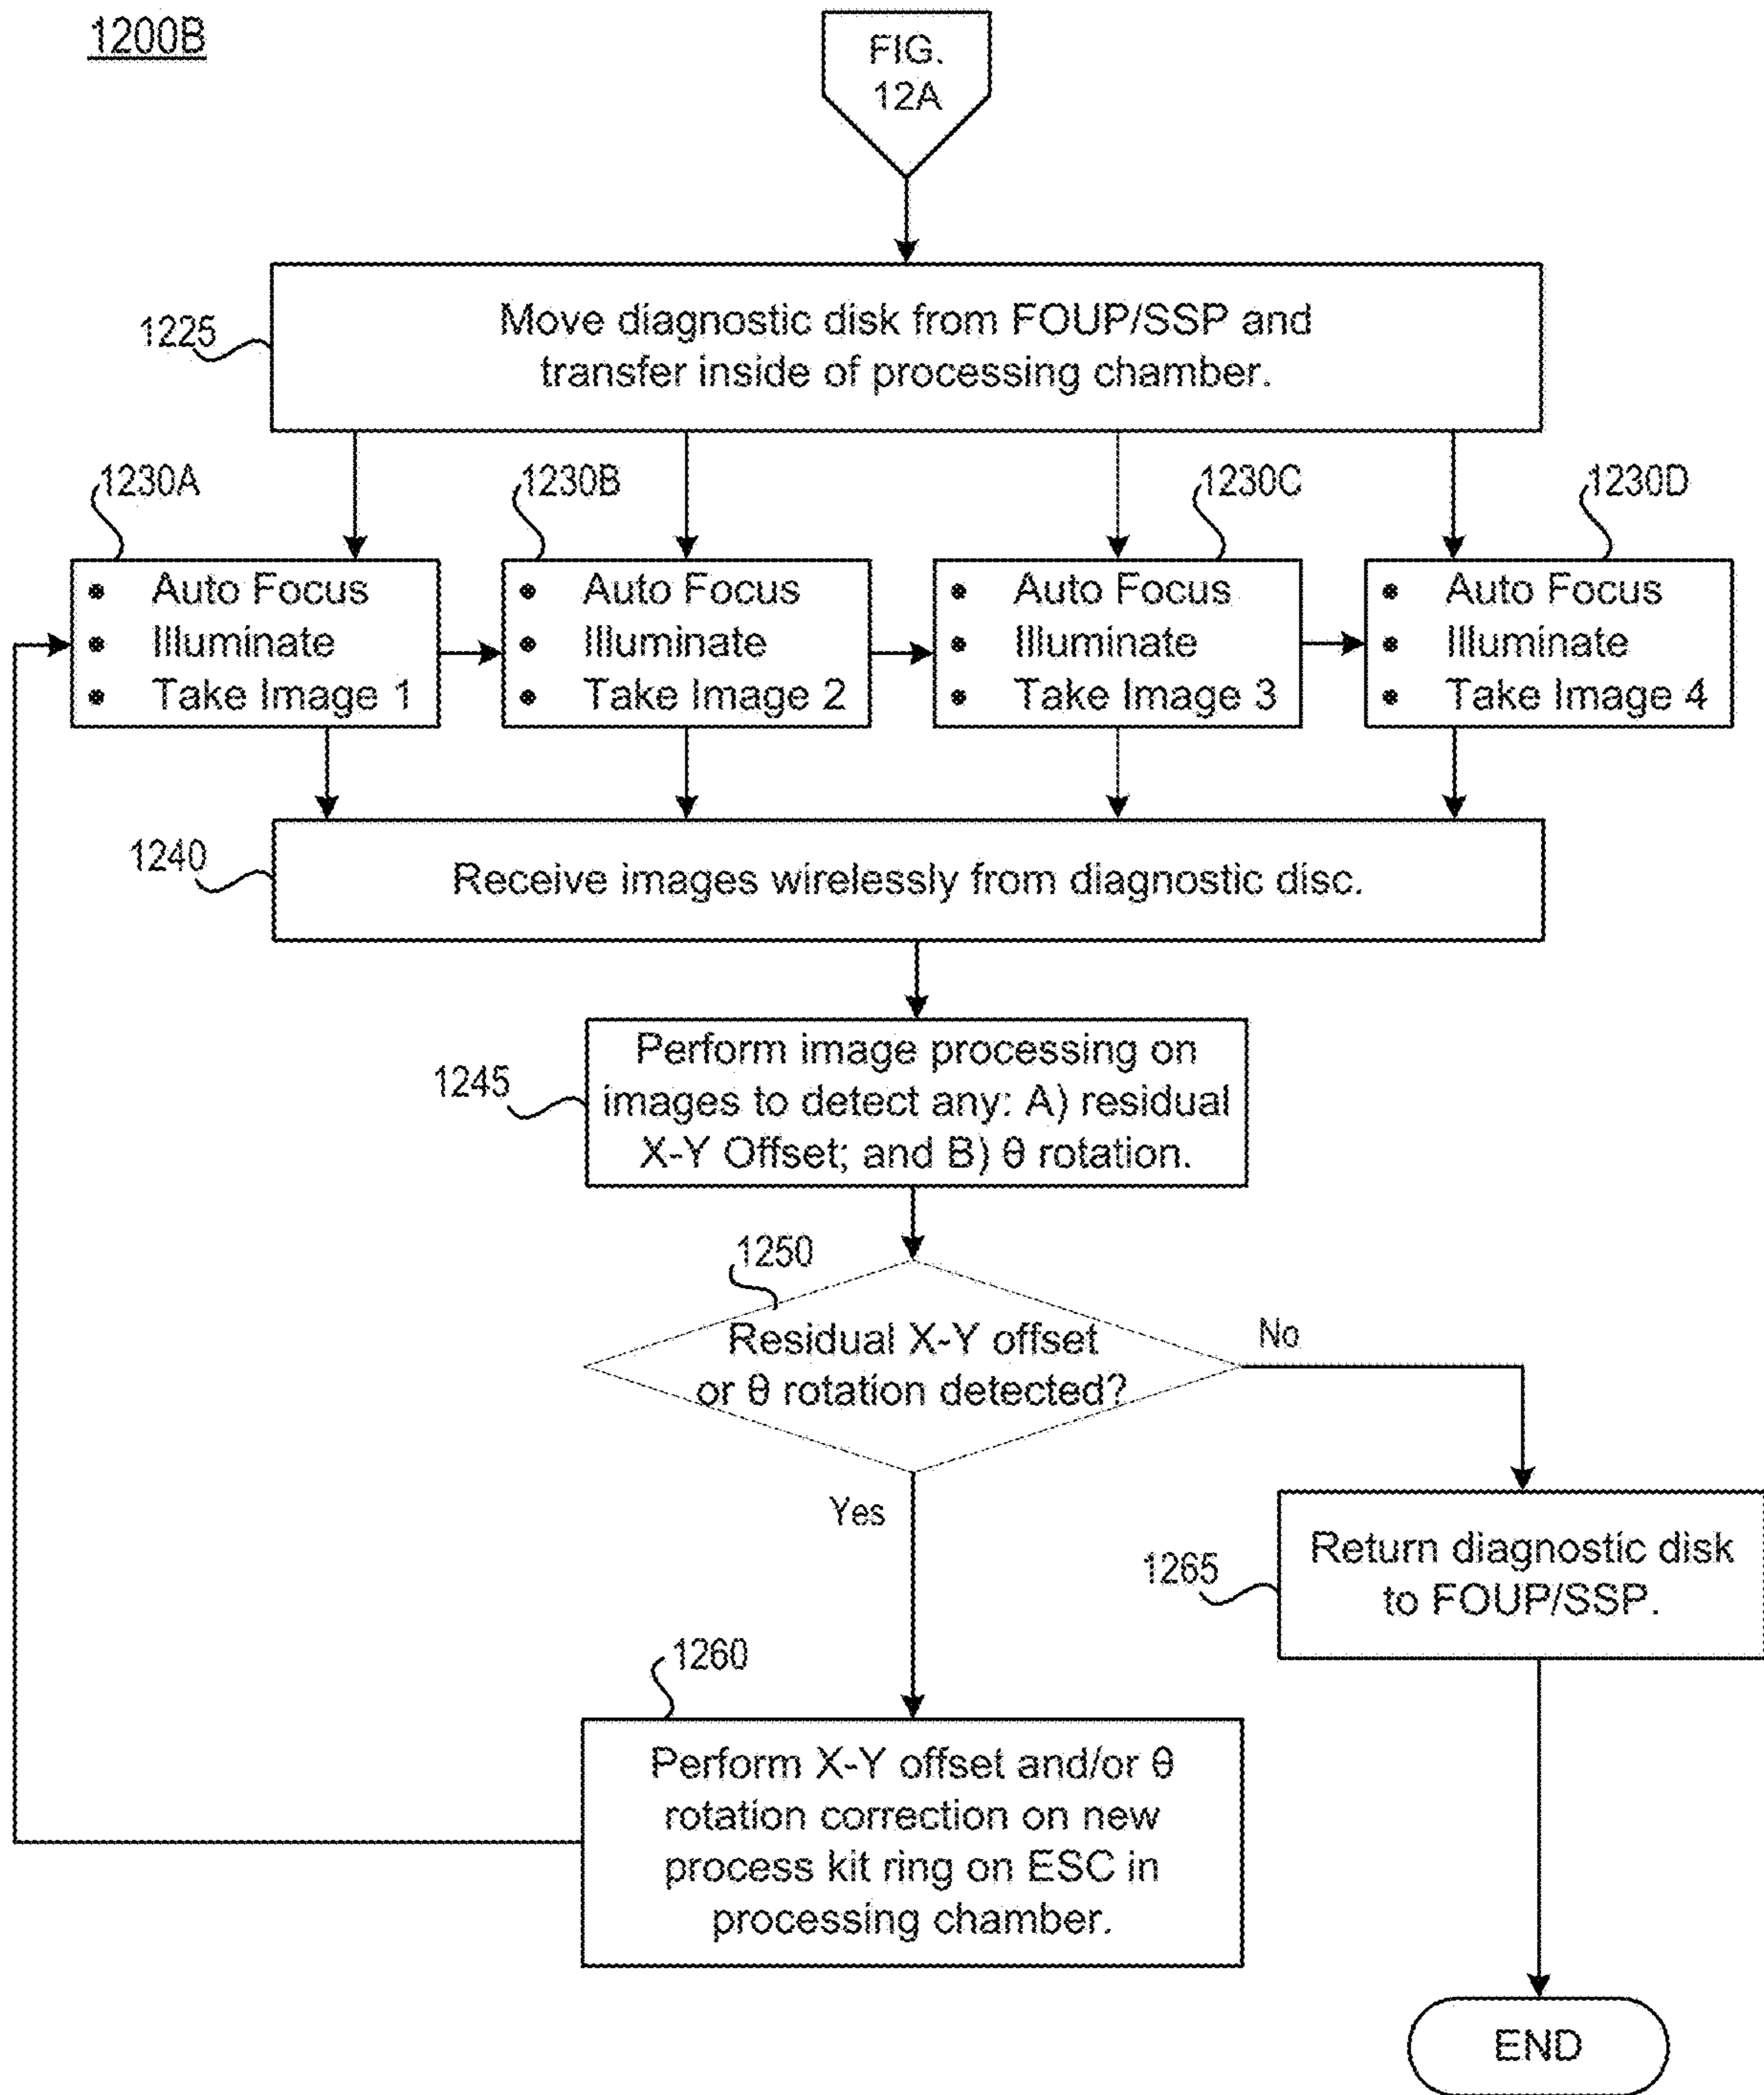 1200B
FIG.
12A
1225
Move diagnostic disk from FOUP/SSP and
transfer inside of processing chamber.
1230A
1230B
1230C
1230D
• Auto Focus
• Illuminate
• Take Image 1
• Auto Focus
• Illuminate
• Take Image 2
• Auto Focus
• Illuminate
• Take Image 3
• Auto Focus
• Illuminate
• Take Image 4
1240
Receive images wirelessly from diagnostic disc.
1245
Perform image processing on
images to detect any: A) residual
X-Y Offset; and B) θ rotation.
1250
Residual X-Y offset
or θ rotation detected?
No
Yes
1265
Return diagnostic disk
to FOUP/SSP.
1260
Perform X-Y offset and/or θ
rotation correction on new
process kit ring on ESC in
processing chamber.
END